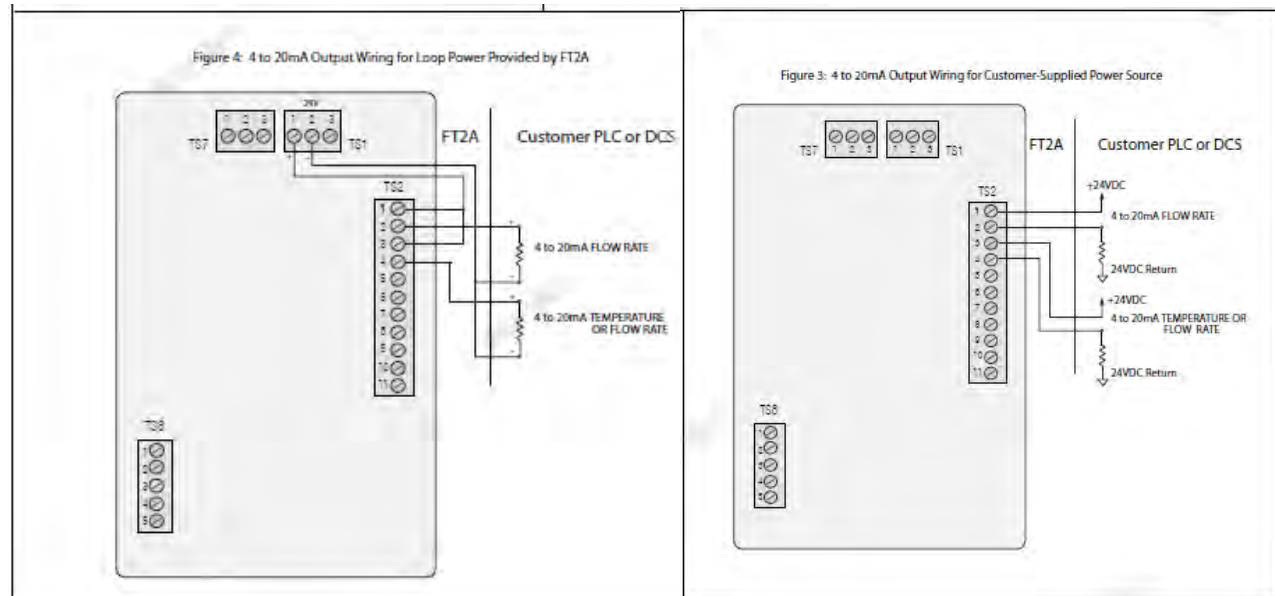 Figure 4: 4 to 20mA Output Wiring for Loop Power Provided by FT2A
24V
1 2 3
1 2 3
TS7
TS1
+
-
FT2A
Customer PLC or DCS
TS2
1
2
3
4
5
6
7
8
9
10
11
+
4 to 20mA FLOW RATE
-
+
4 to 20mA TEMPERATURE
OR FLOW RATE
-
TS8
1
2
3
4
5
Figure 3: 4 to 20mA Output Wiring for Customer-Supplied Power Source
TS7
1 2 3
1 2 3
TS1
FT2A
Customer PLC or DCS
TS2
1
2
3
4
5
6
7
8
9
10
11
+24VDC
4 to 20mA FLOW RATE
24VDC Return
+24VDC
4 to 20mA TEMPERATURE OR
FLOW RATE
24VDC Return
TS8
1
2
3
4
5